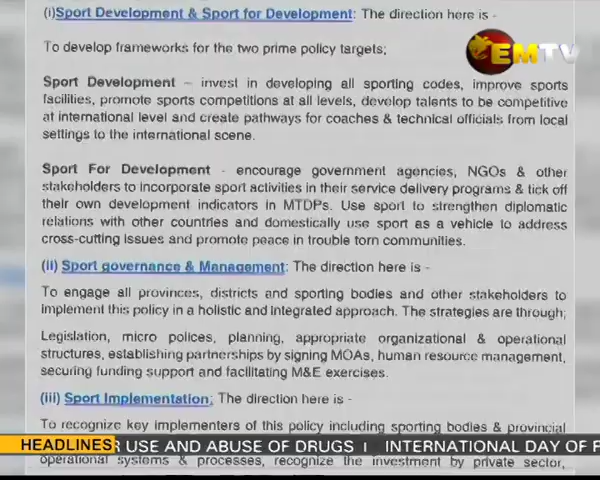 (i)Sport Development & Sport for Development: The direction here is -
To develop frameworks for the two prime policy targets;
EMTV
Sport Development – invest in developing all sporting codes, improve sports
facilities, promote sports competitions at all levels, develop talents to be competitive
at international level and create pathways for coaches & technical officials from local
settings to the international scene.
Sport For Development - encourage government agencies, NGOs & other
stakeholders to incorporate sport activities in their service delivery programs & tick off
their own development indicators in MTDPs. Use sport to strengthen diplomatic
relations with other countries and domestically use sport as a vehicle to address
cross-cutting issues and promote peace in trouble torn communities.
(ii) Sport governance & Management: The direction here is -
To engage all provinces, districts and sporting bodies and other stakeholders to
implement this policy in a holistic and integrated approach. The strategies are through;
Legislation, micro polices, planning, appropriate organizational & operational
structures, establishing partnerships by signing MOAs, human resource management,
securing funding support and facilitating M&E exercises.
(iii) Sport Implementation; The direction here is -
To recognize key implementers of this policy including sporting bodies & provincial
HEADLINES R USE AND ABUSE OF DRUGS | INTERNATIONAL DAY OF F
operational systems & processes, recognize the investment by private sector,